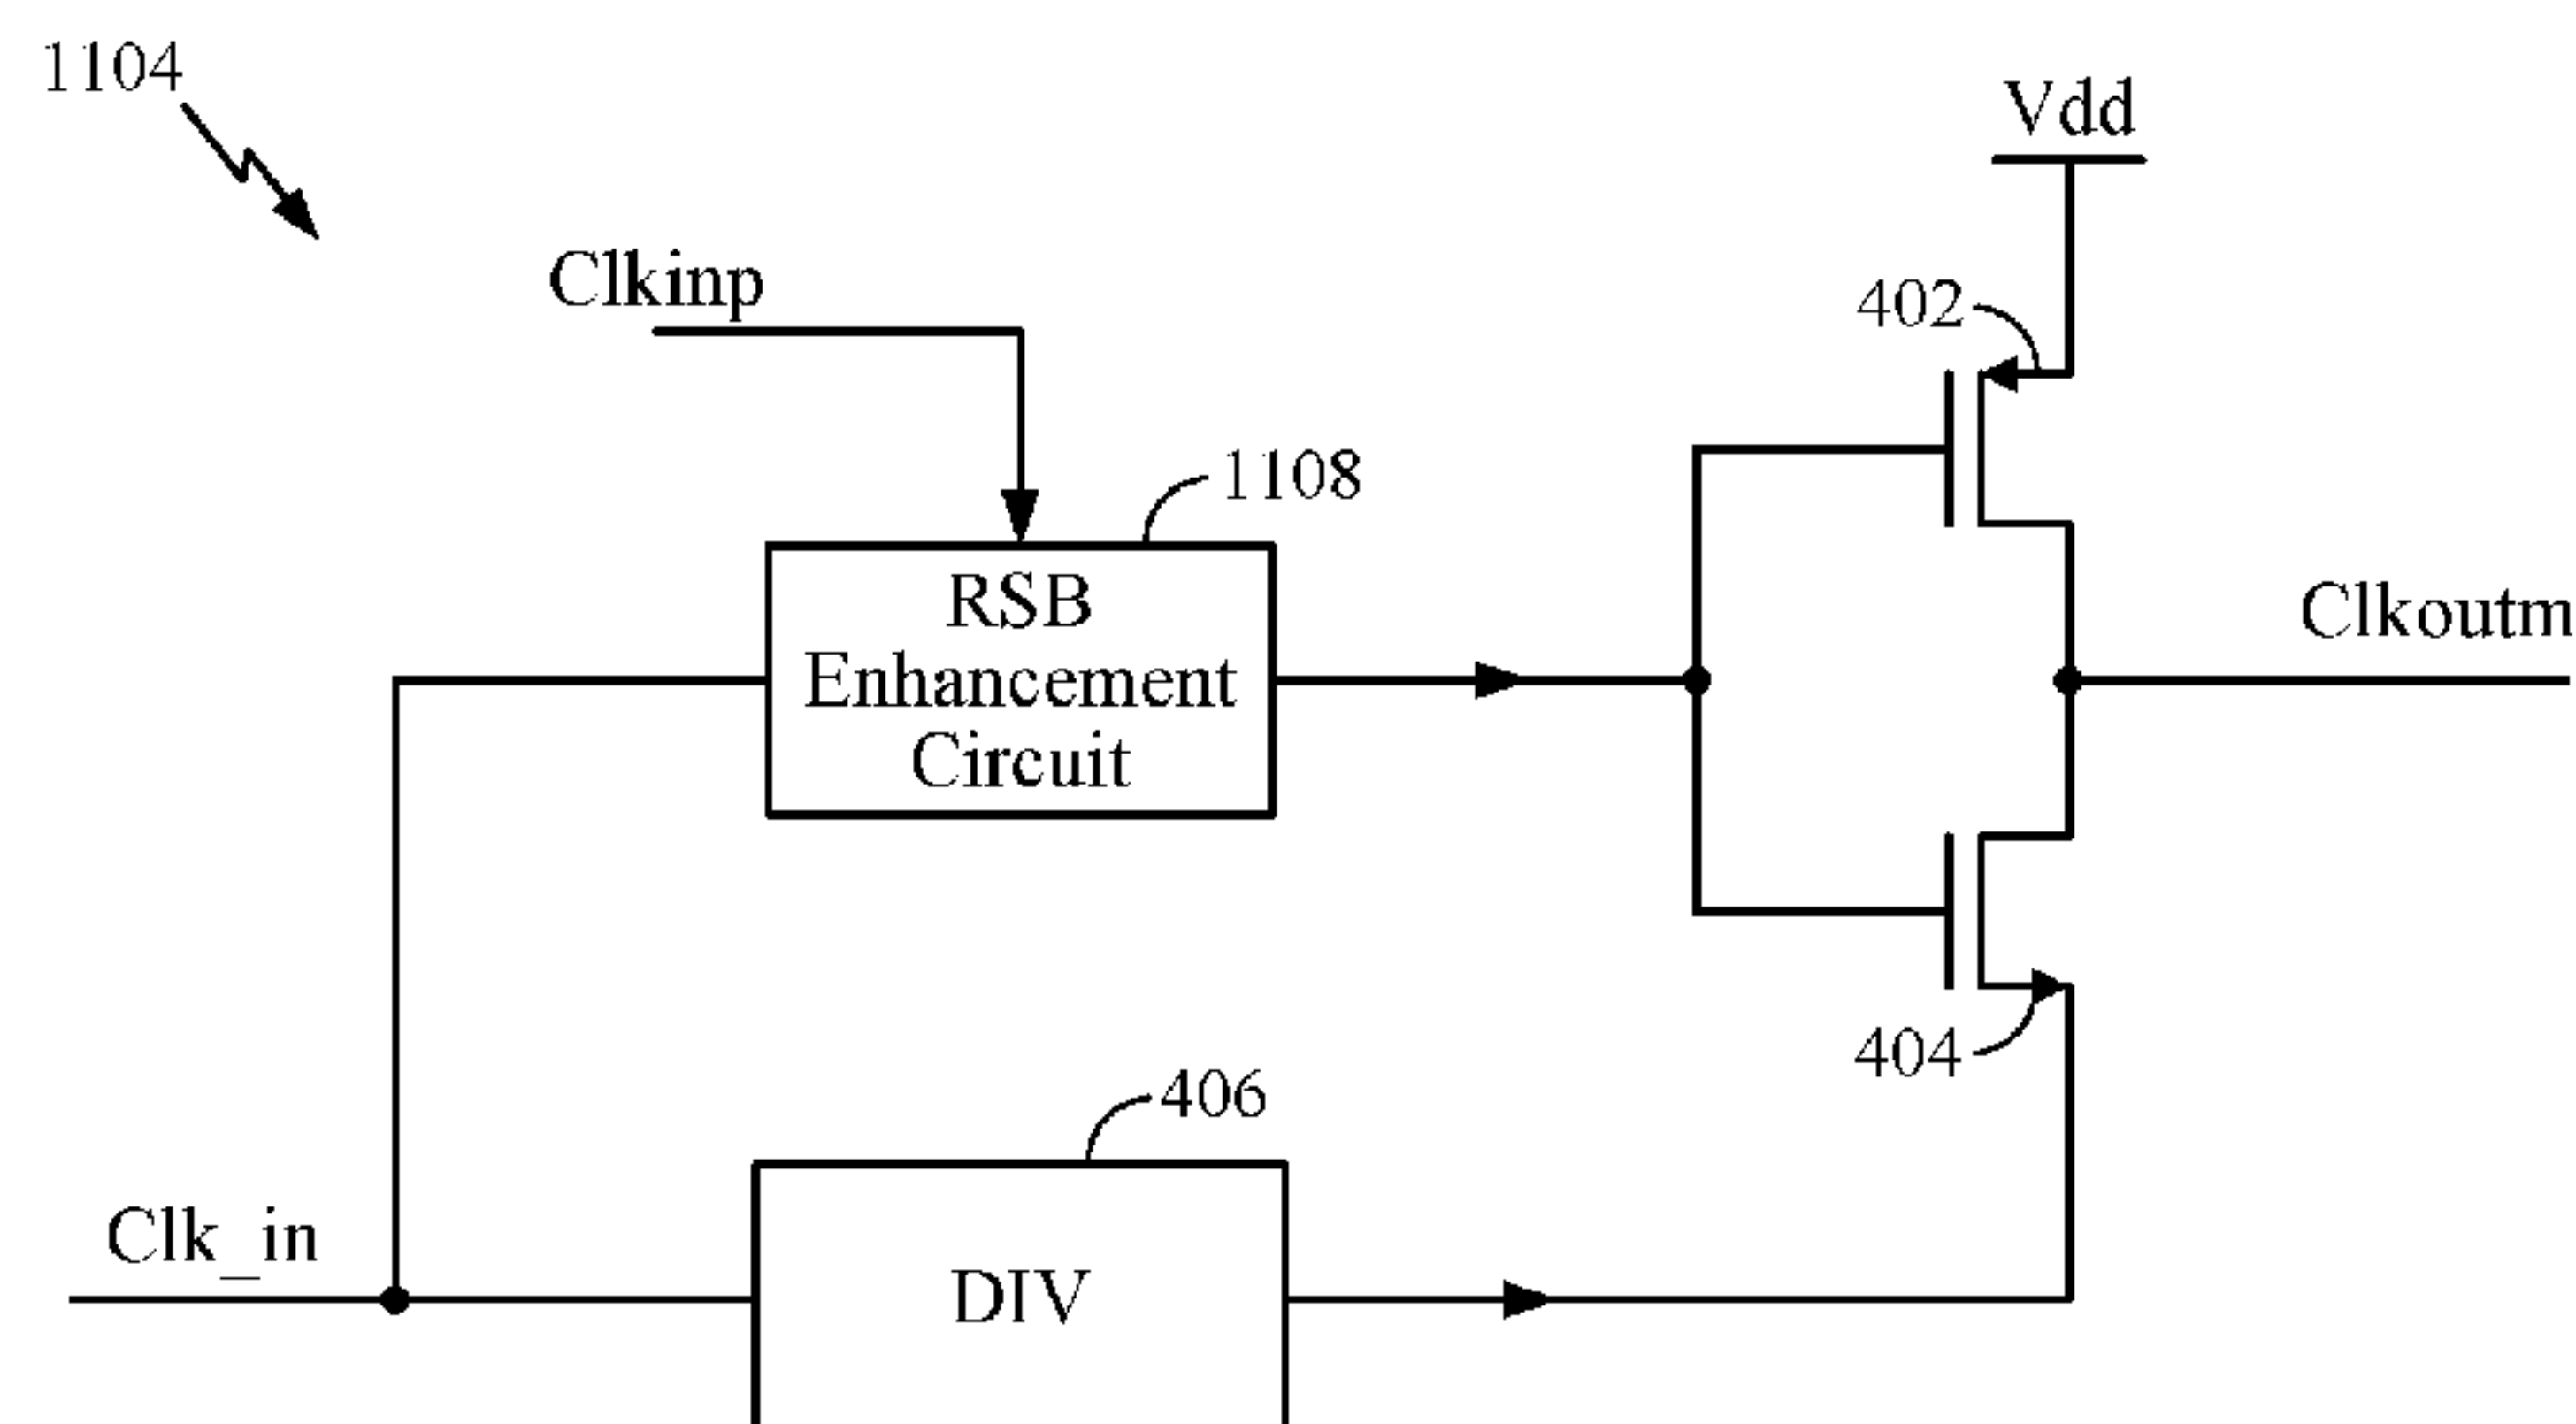 1104
Vdd
Clkinp
402
1108
RSB
Enhancement
Circuit
Clkoutm
404
406
Clk_in
DIV